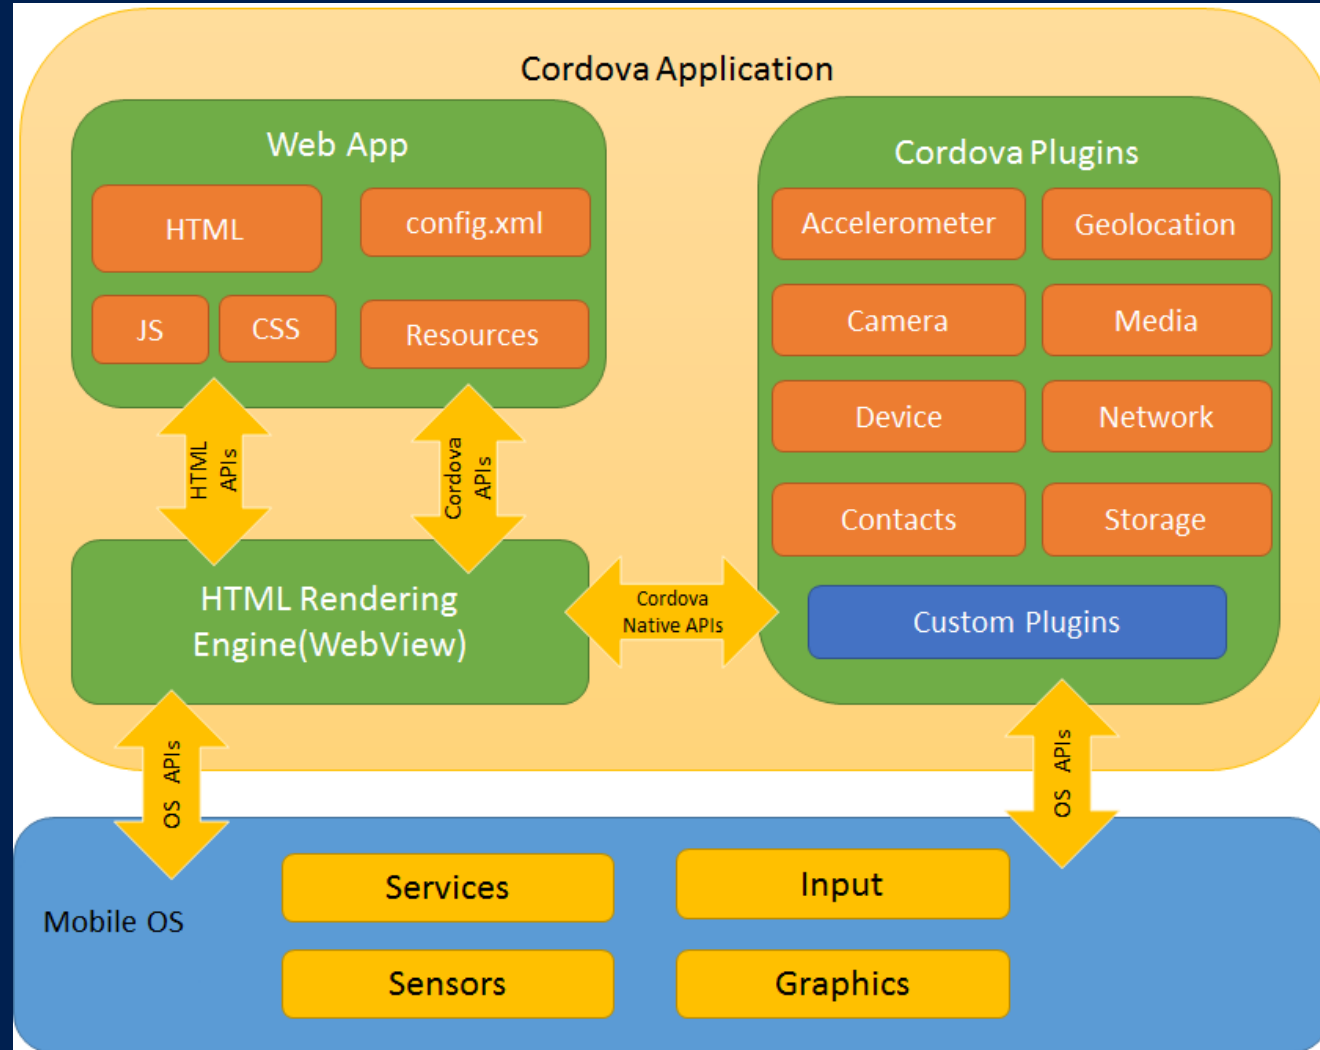 Cordova Application
Web App
HTML
config.xml
JS
CSS
Resources
HTML
APIs
Cordova
APIs
HTML Rendering
Engine(WebView)
Cordova
Native APIs
Cordova Plugins
Accelerometer
Geolocation
Camera
Media
Device
Network
Contacts
Storage
Custom Plugins
OS APIs
OS APIs
Mobile OS
Services
Input
Sensors
Graphics